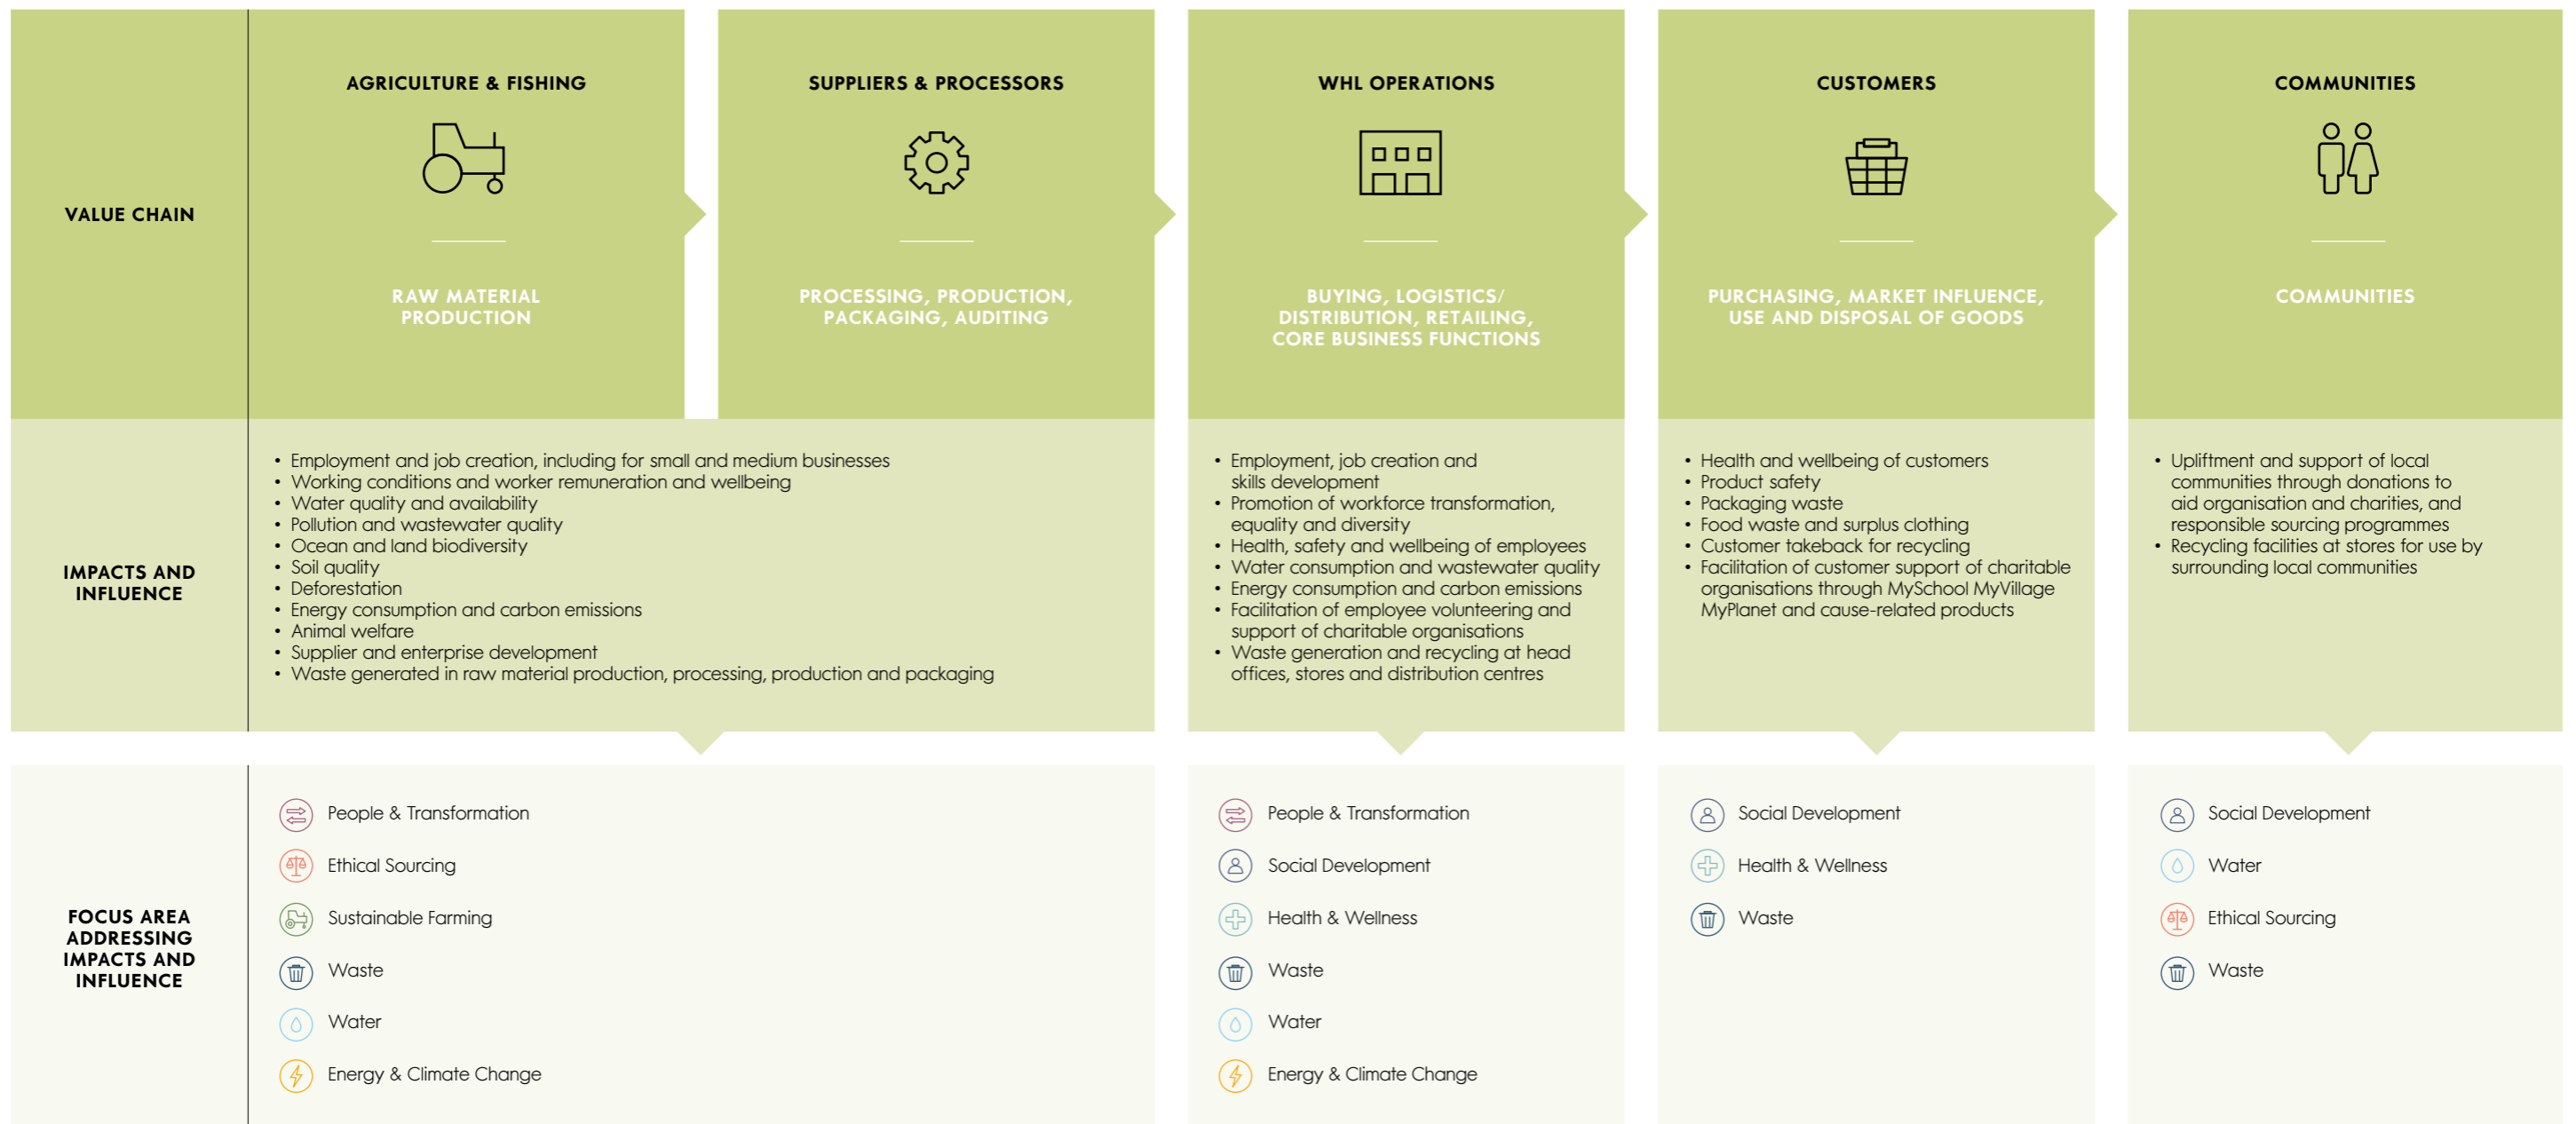 VALUE CHAIN
AGRICULTURE & FISHING
RAW MATERIAL
PRODUCTION
SUPPLIERS & PROCESSORS
PROCESSING, PRODUCTION,
PACKAGING, AUDITING
WHL OPERATIONS
BUYING, LOGISTICS/
DISTRIBUTION, RETAILING,
CORE BUSINESS FUNCTIONS
CUSTOMERS
PURCHASING, MARKET INFLUENCE,
USE AND DISPOSAL OF GOODS
COMMUNITIES
COMMUNITIES
IMPACTS AND
INFLUENCE
• Employment and job creation, including for small and medium businesses
• Working conditions and worker remuneration and wellbeing
• Water quality and availability
• Pollution and wastewater quality
• Ocean and land biodiversity
• Soil quality
• Deforestation
• Energy consumption and carbon emissions
• Animal welfare
• Supplier and enterprise development
• Waste generated in raw material production, processing, production and packaging
• Employment, job creation and
skills development
• Promotion of workforce transformation,
equality and diversity
• Health, safety and wellbeing of employees
• Water consumption and wastewater quality
• Energy consumption and carbon emissions
• Facilitation of employee volunteering and
support of charitable organisations
• Waste generation and recycling at head
offices, stores and distribution centres
• Health and wellbeing of customers
• Product safety
• Packaging waste
• Food waste and surplus clothing
• Customer takeback for recycling
• Facilitation of customer support of charitable
organisations through MySchool MyVillage
MyPlanet and cause-related products
• Upliftment and support of local
communities through donations to
aid organisation and charities, and
responsible sourcing programmes
• Recycling facilities at stores for use by
surrounding local communities
FOCUS AREA
ADDRESSING
IMPACTS AND
INFLUENCE
People & Transformation
Ethical Sourcing
Sustainable Farming
Waste
Water
Energy & Climate Change
People & Transformation
Social Development
Health & Wellness
Waste
Water
Energy & Climate Change
Social Development
Health & Wellness
Waste
Social Development
Water
Ethical Sourcing
Waste